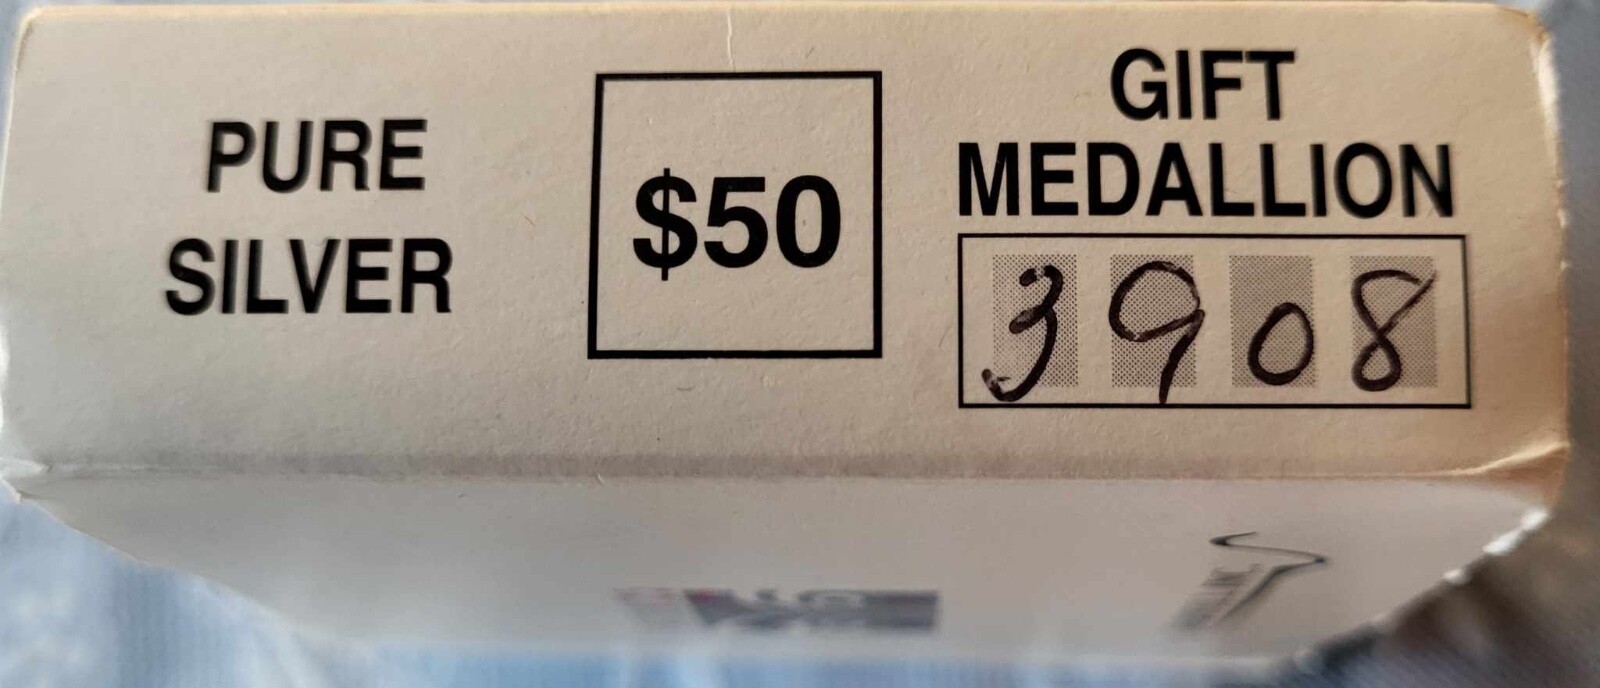 PURE
SILVER
$50
GIFT
MEDALLION
3908